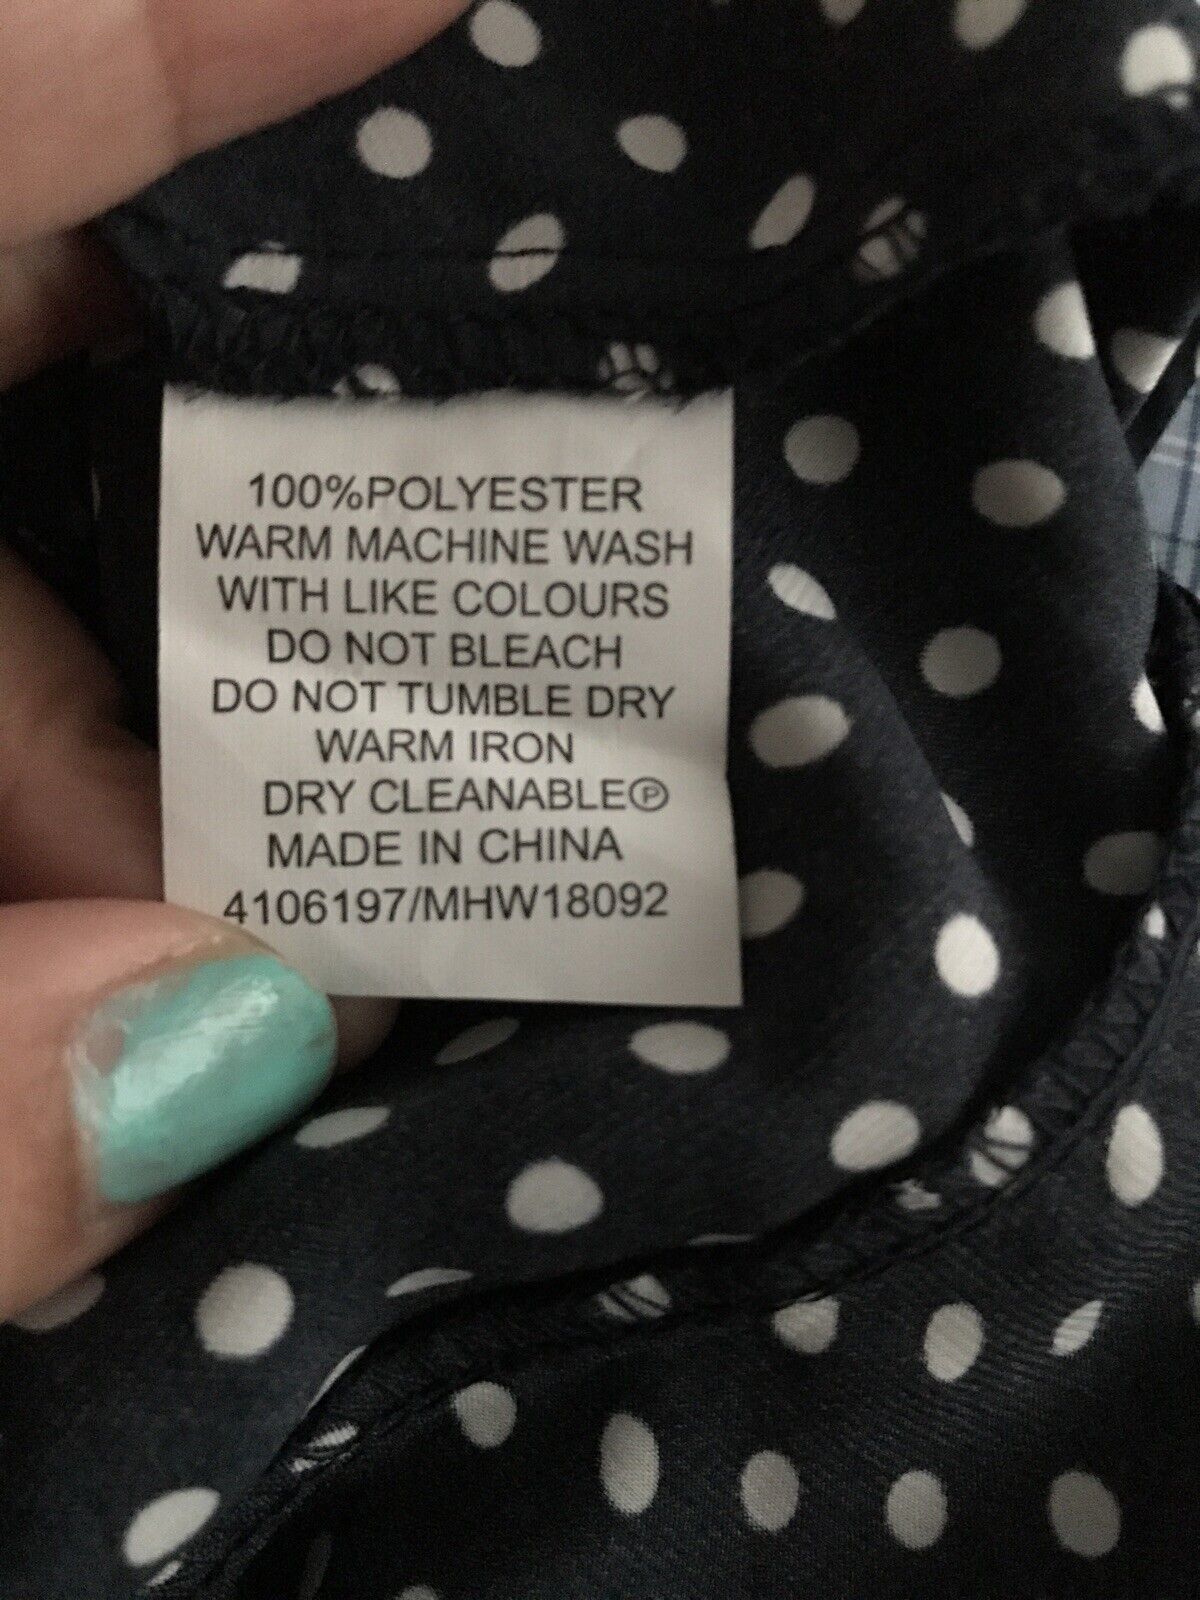 100%POLYESTER
WARM MACHINE WASH
WITH LIKE COLOURS
DO NOT BLEACH
DO NOT TUMBLE DRY
WARM IRON
DRY CLEANABLEⓅ
MADE IN CHINA
4106197/MHW18092